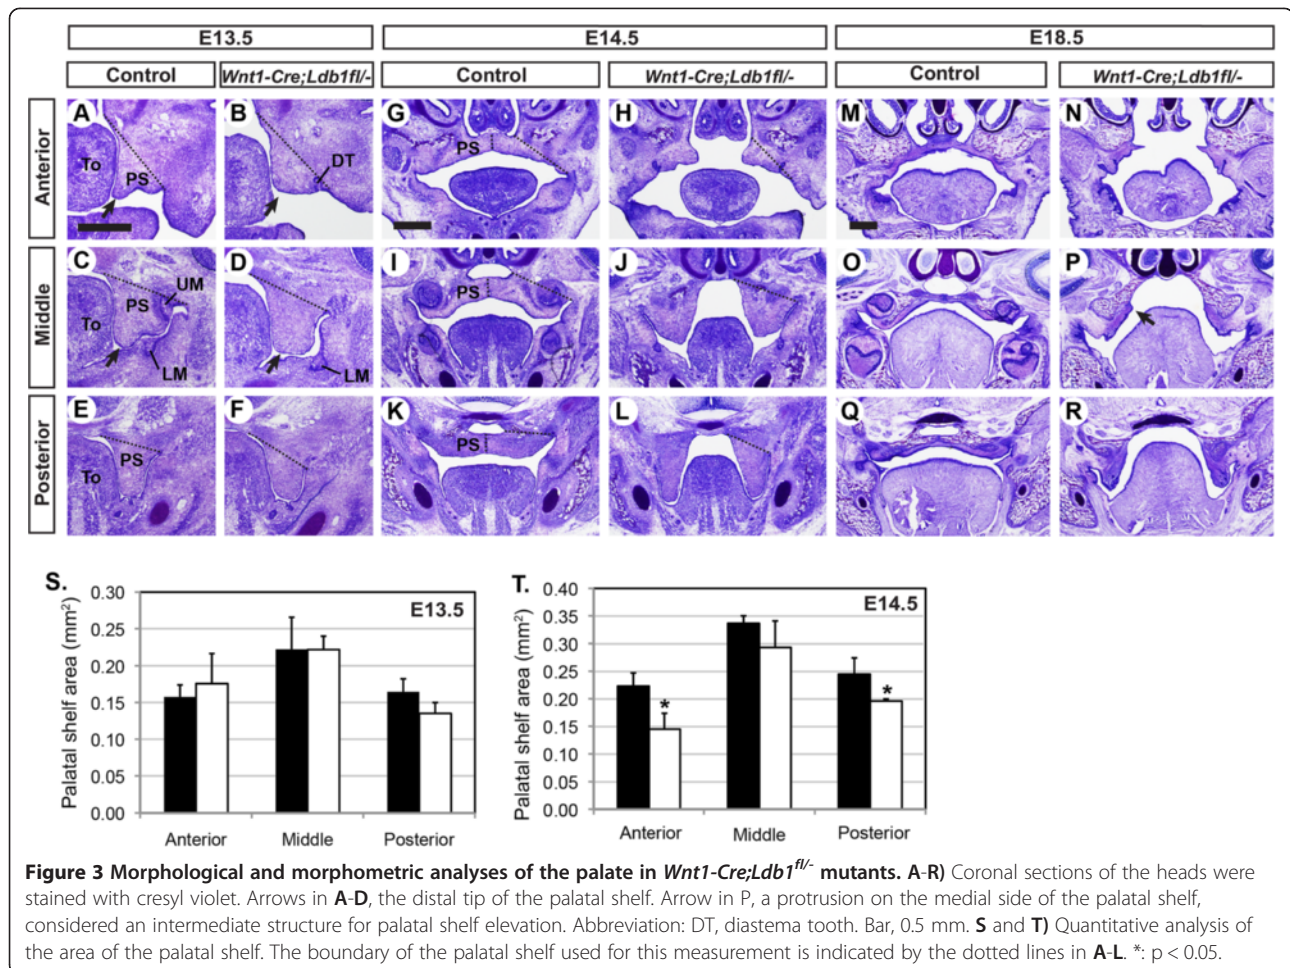 E13.5 E14.5 E18.5
Control Wnt1-Cre;Ldb1fl/- Control Wnt1-Cre;Ldb1fl/- Control Wnt1-Cre;Ldb1fl/-
Anterior
A To PS
B DT
G PS
H
M
N
Middle
C To PS UM LM
D LM
I PS
J
O
P
Posterior
E To PS
F
K PS
L
Q
R
S.
E13.5
Palatal shelf area (mm²)
0.30
0.25
0.20
0.15
0.10
0.05
0.00
Anterior Middle Posterior
T.
E14.5
Palatal shelf area (mm²)
0.40
0.35
0.30
0.25
0.20
0.15
0.10
0.05
0.00
* *
Anterior Middle Posterior
Figure 3 Morphological and morphometric analyses of the palate in Wnt1-Cre;Ldb1fl/- mutants. A-R) Coronal sections of the heads were
stained with cresyl violet. Arrows in A-D, the distal tip of the palatal shelf. Arrow in P, a protrusion on the medial side of the palatal shelf,
considered an intermediate structure for palatal shelf elevation. Abbreviation: DT, diastema tooth. Bar, 0.5 mm. S and T) Quantitative analysis of
the area of the palatal shelf. The boundary of the palatal shelf used for this measurement is indicated by the dotted lines in A-L. *: p < 0.05.